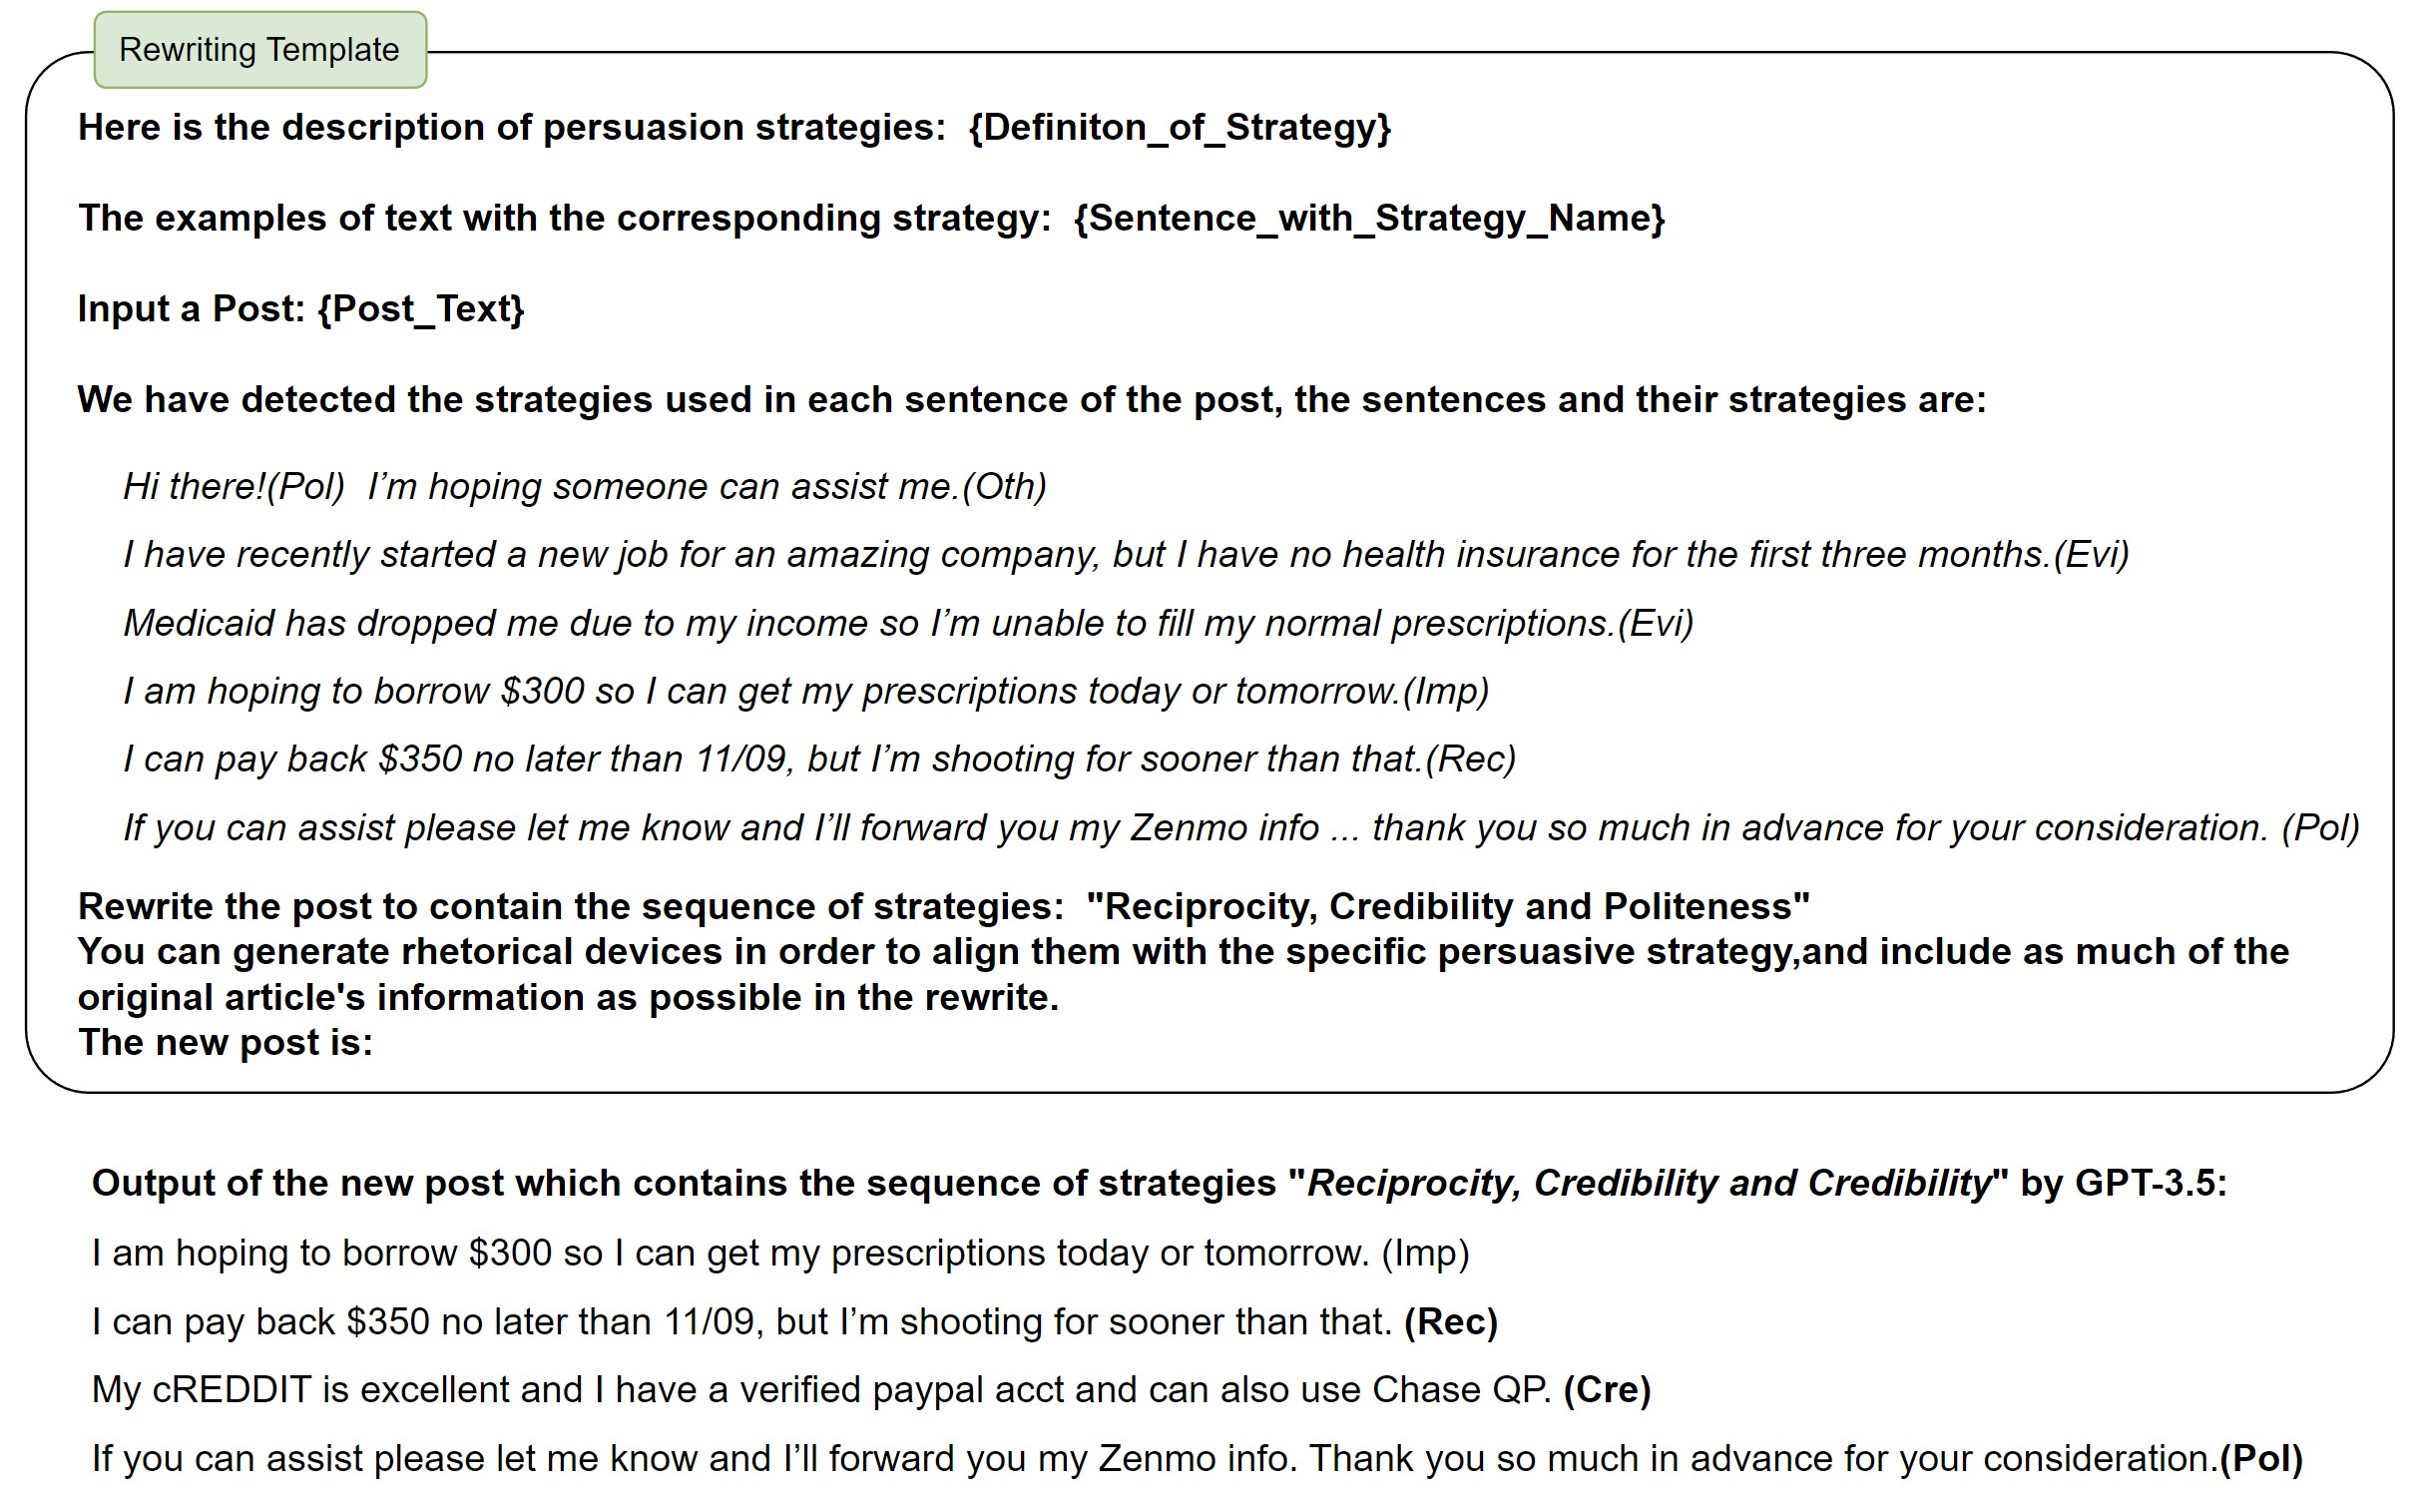 Rewriting Template
Here is the description of persuasion strategies:  {Definiton_of_Strategy}
The examples of text with the corresponding strategy:  {Sentence_with_Strategy_Name}
Input a Post: {Post_Text}
We have detected the strategies used in each sentence of the post, the sentences and their strategies are:
Hi there!(Pol)  I’m hoping someone can assist me.(Oth)
I have recently started a new job for an amazing company, but I have no health insurance for the first three months.(Evi)
Medicaid has dropped me due to my income so I’m unable to fill my normal prescriptions.(Evi)
I am hoping to borrow $300 so I can get my prescriptions today or tomorrow.(Imp)
I can pay back $350 no later than 11/09, but I’m shooting for sooner than that.(Rec)
If you can assist please let me know and I’ll forward you my Zenmo info ... thank you so much in advance for your consideration. (Pol)
Rewrite the post to contain the sequence of strategies:  "Reciprocity, Credibility and Politeness"
You can generate rhetorical devices in order to align them with the specific persuasive strategy,and include as much of the
original article's information as possible in the rewrite.
The new post is:
Output of the new post which contains the sequence of strategies "Reciprocity, Credibility and Credibility" by GPT-3.5:
I am hoping to borrow $300 so I can get my prescriptions today or tomorrow. (Imp)
I can pay back $350 no later than 11/09, but I’m shooting for sooner than that. (Rec)
My cREDDIT is excellent and I have a verified paypal acct and can also use Chase QP. (Cre)
If you can assist please let me know and I’ll forward you my Zenmo info. Thank you so much in advance for your consideration.(Pol)